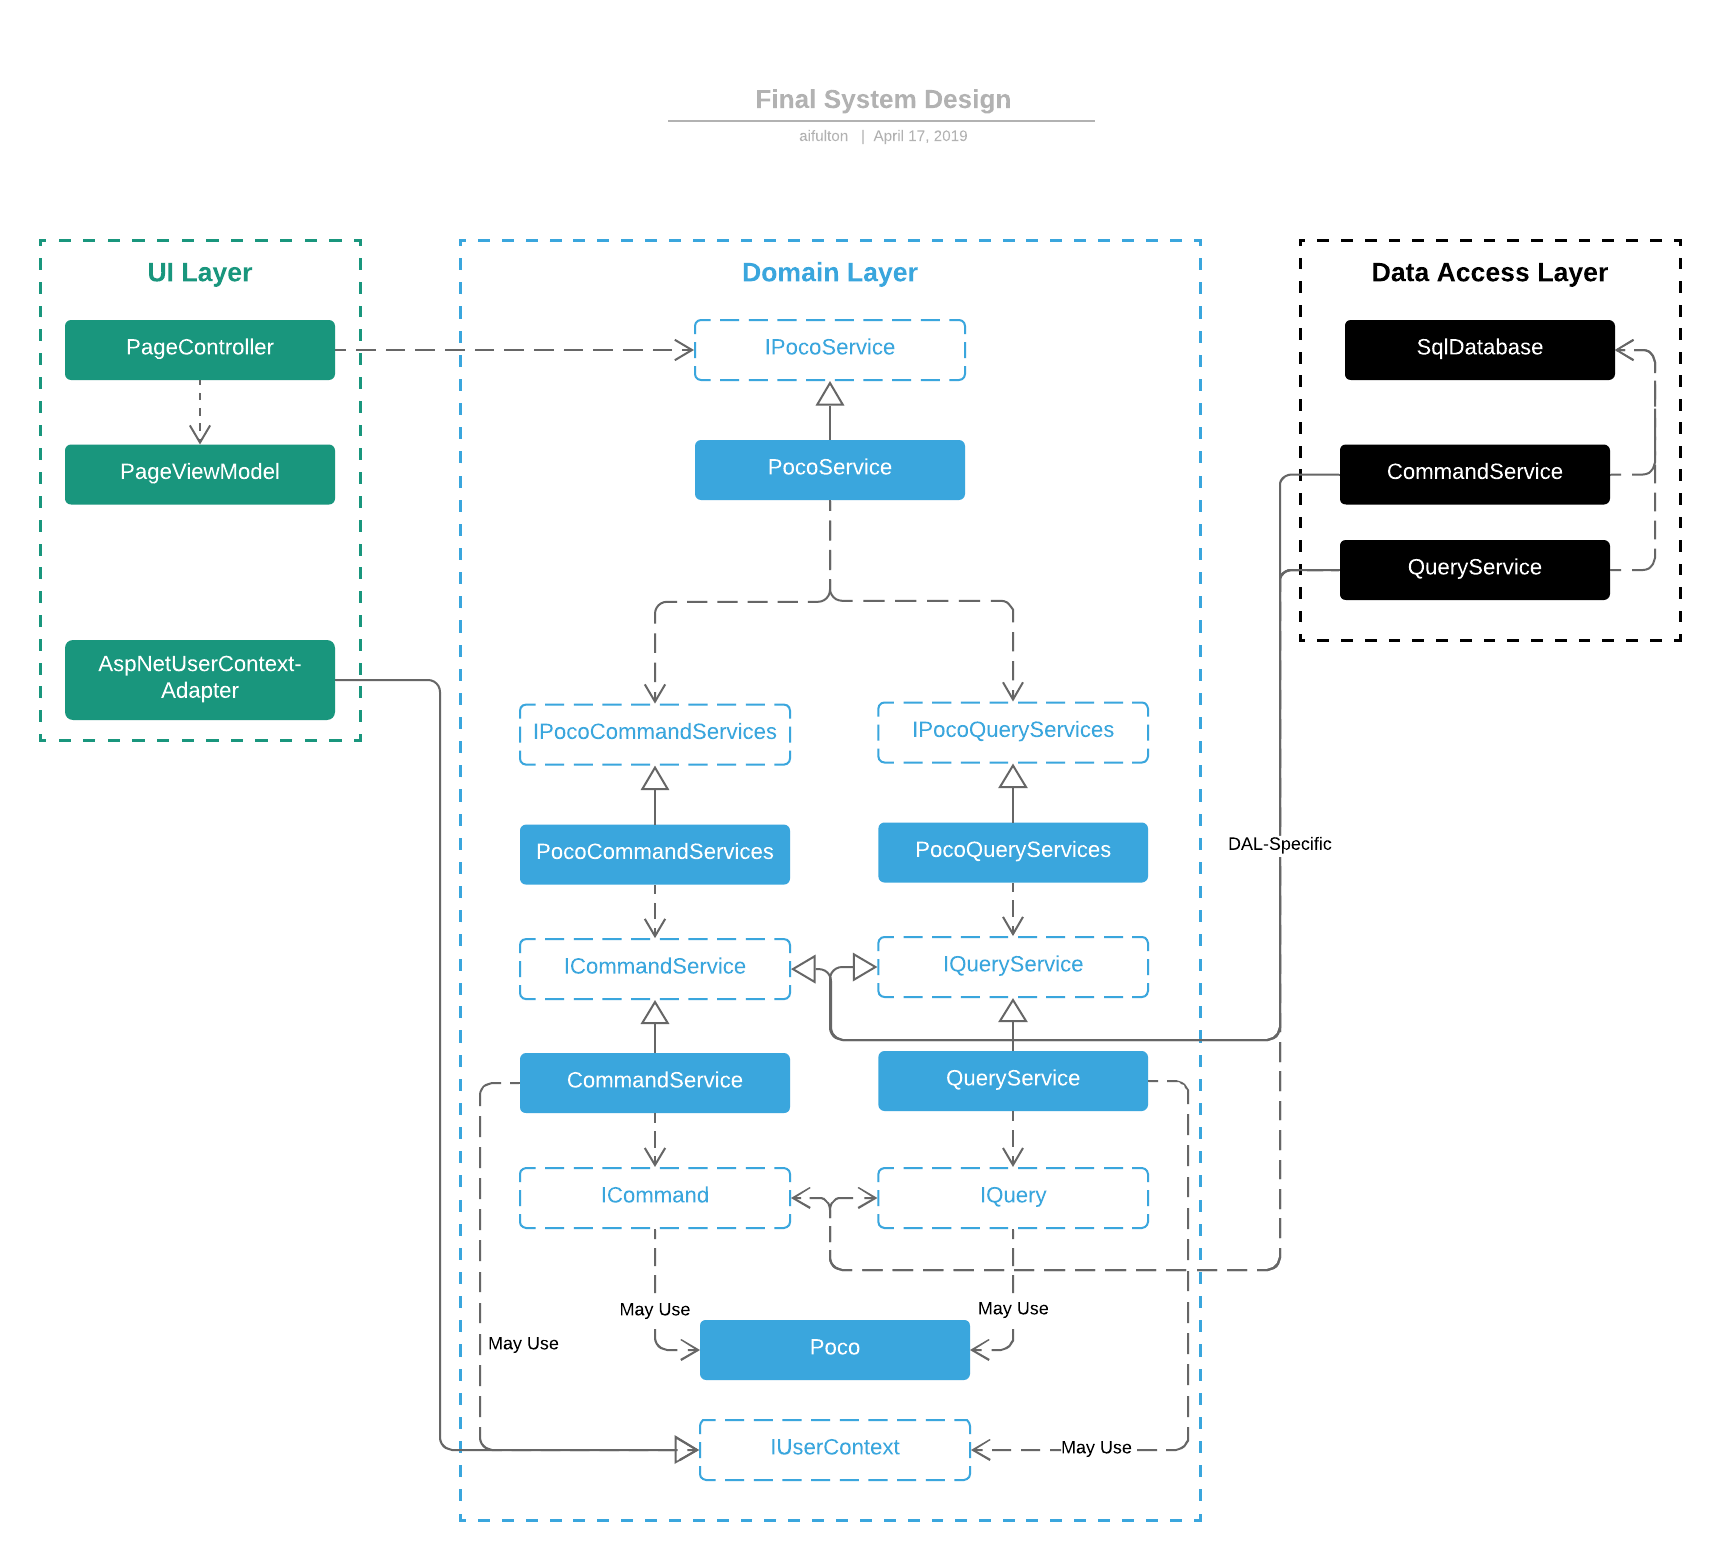 Final System Design
aifulton | April 17, 2019
UI Layer
PageController
PageViewModel
AspNetUserContext-
Adapter
Domain Layer
IPocoService
PocoService
IPocoCommandServices
IPocoQueryServices
PocoCommandServices
PocoQueryServices
ICommandService
IQueryService
CommandService
QueryService
ICommand
IQuery
May Use
May Use
May Use
Poco
IUserContext
May Use
DAL-Specific
Data Access Layer
SqlDatabase
CommandService
QueryService